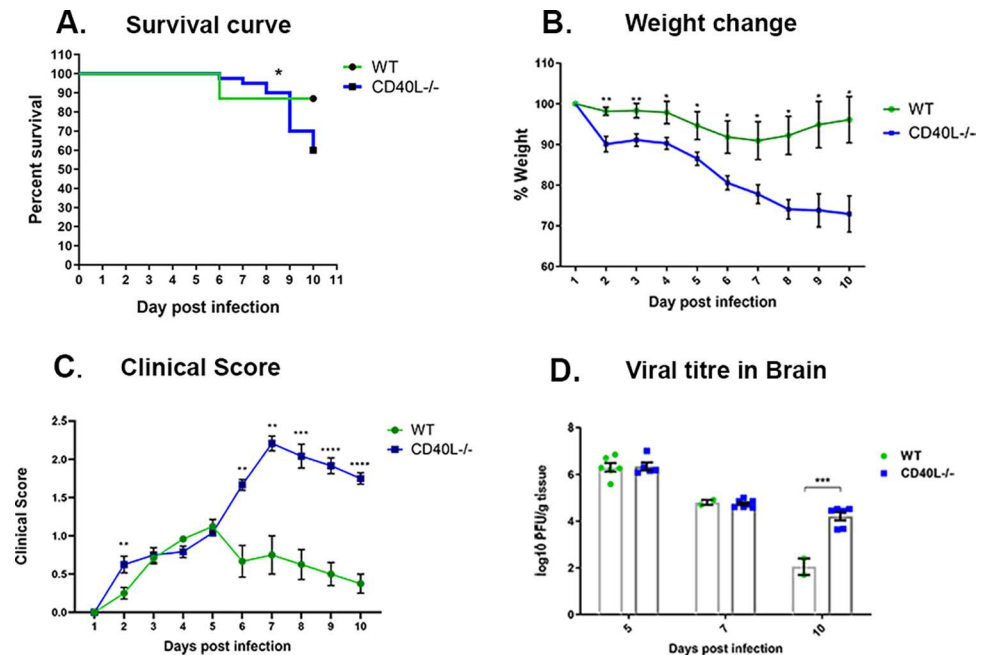 A. Survival curve
Percent survival
110
100
90
80
70
60
50
40
30
20
10
0
*
WT
CD40L-/-
0 1 2 3 4 5 6 7 8 9 10 11
Day post infection
B. Weight change
% Weight
110
100
90
80
70
60
** ** * * * * * * *
WT
CD40L-/-
1 2 3 4 5 6 7 8 9 10
Day post infection
C. Clinical Score
Clinical Score
2.5
2.0
1.5
1.0
0.5
0.0
** ** ** *** **** ****
WT
CD40L-/-
1 2 3 4 5 6 7 8 9 10
Days post infection
D. Viral titre in Brain
log10 PFU/g tissue
8
6
4
2
0
***
WT
CD40L-/-
5 7 10
Days post infection